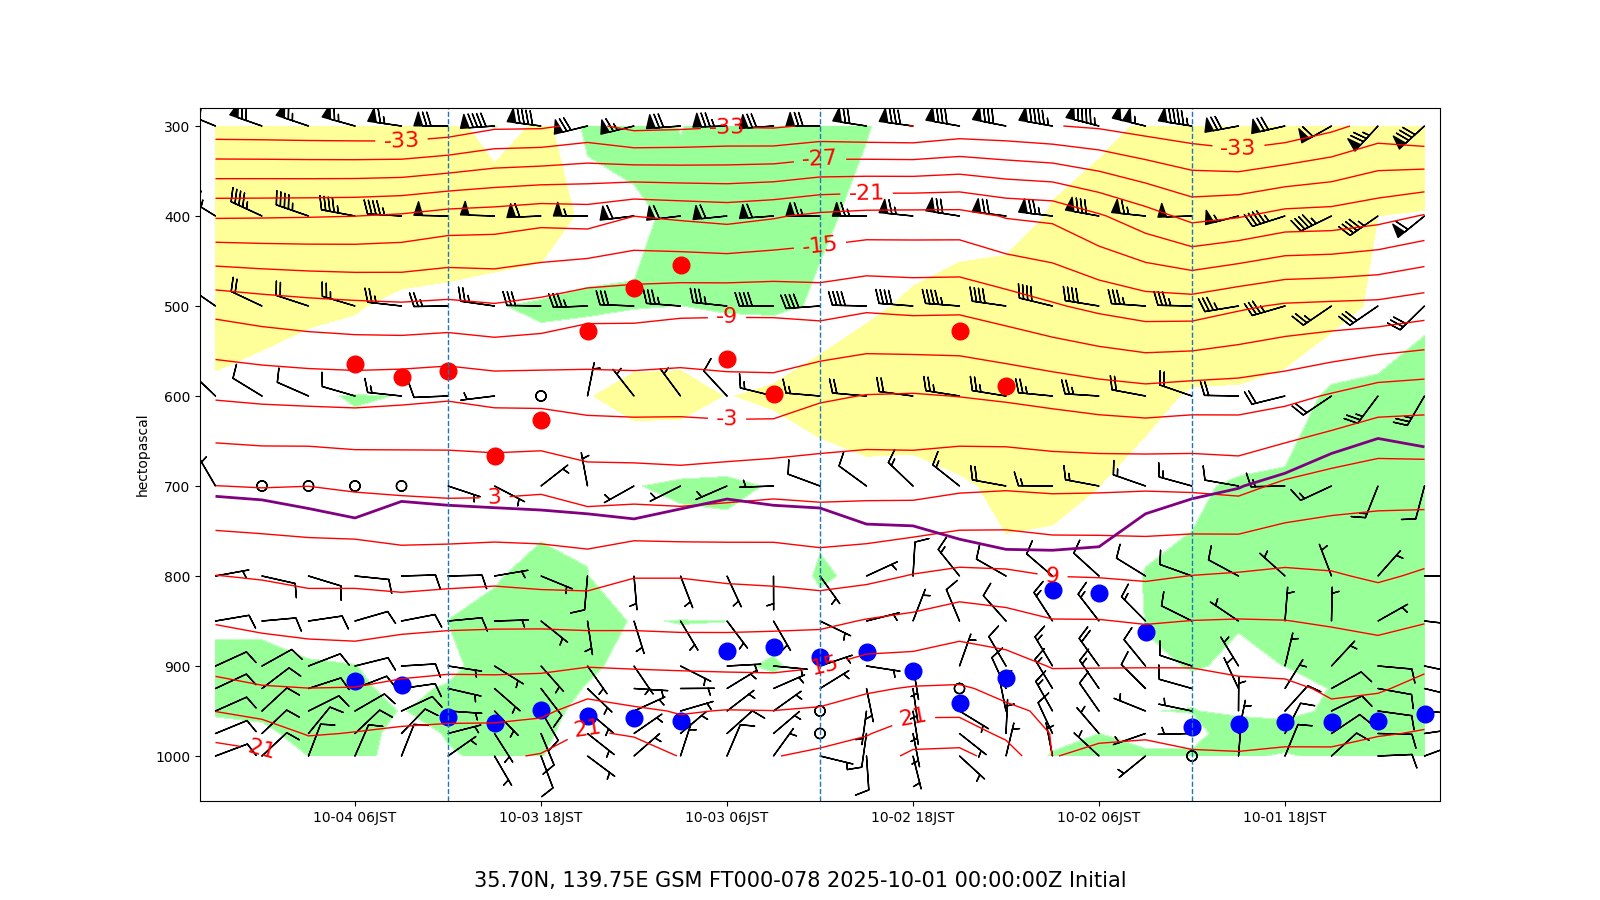 300
400
500
600
700
800
900
1000
hectopascal
-33
-33
-33
-27
-21
-15
-9
-3
3
9
15
21
21
21
10-04 06JST
10-03 18JST
10-03 06JST
10-02 18JST
10-02 06JST
10-01 18JST
35.70N, 139.75E GSM FT000-078 2025-10-01 00:00:00Z Initial